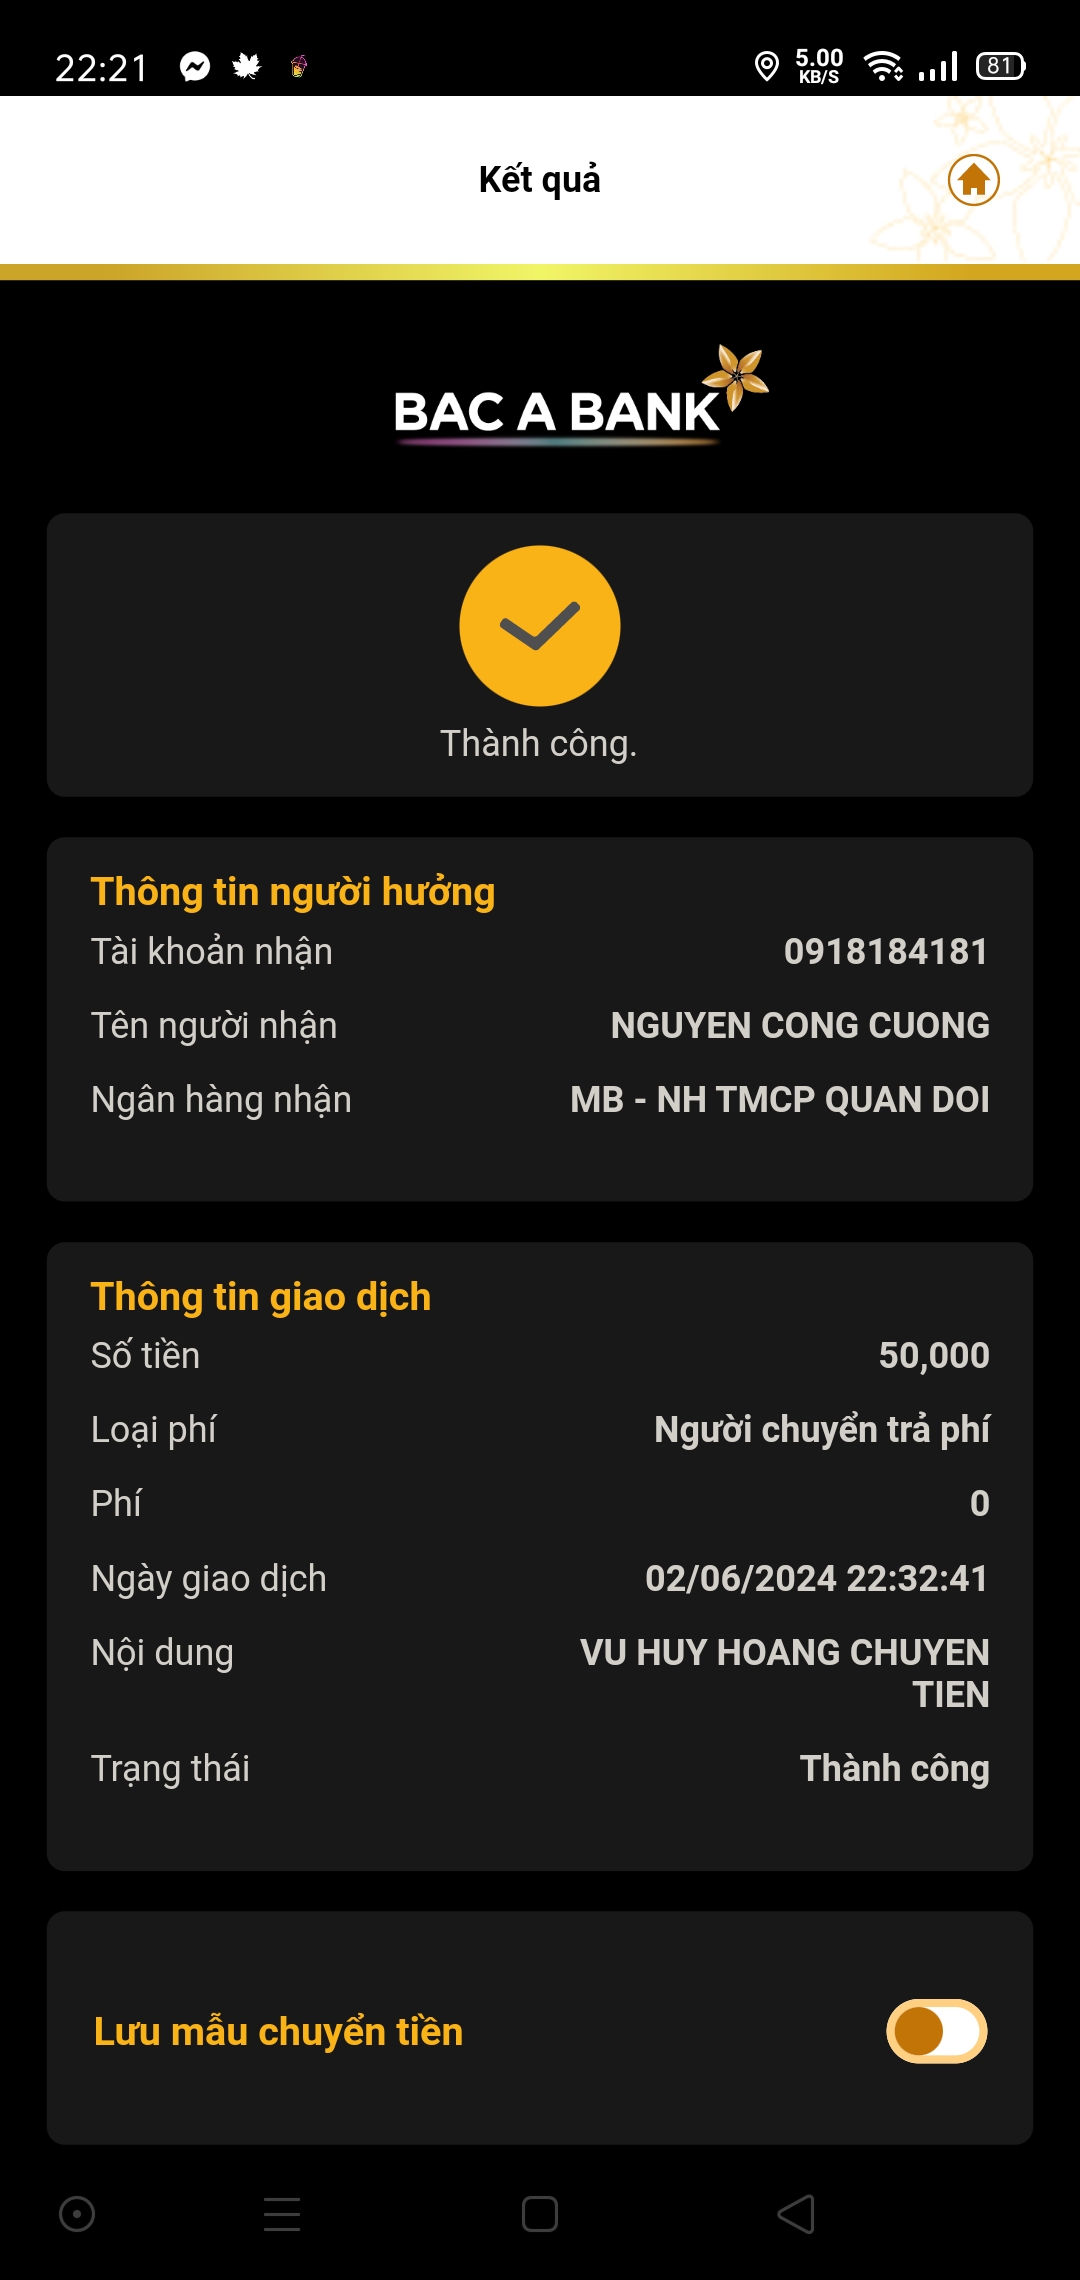 22:21
5.00
KB/S
81
Kết quả
BAC A BANK
Thành công.
Thông tin người hưởng
Tài khoản nhận 0918184181
Tên người nhận NGUYEN CONG CUONG
Ngân hàng nhận MB - NH TMCP QUAN DOI
Thông tin giao dịch
Số tiền 50,000
Loại phí Người chuyển trả phí
Phí 0
Ngày giao dịch 02/06/2024 22:32:41
Nội dung VU HUY HOANG CHUYEN
TIEN
Trạng thái Thành công
Lưu mẫu chuyển tiền